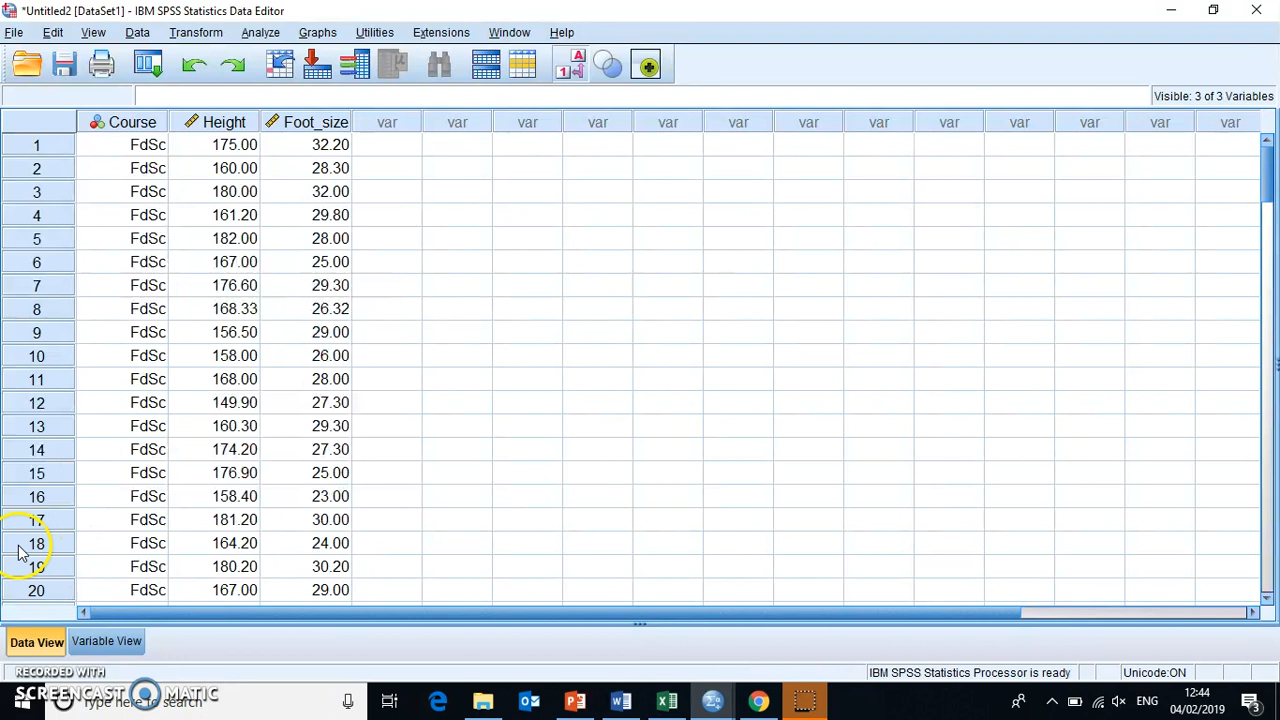 *Untitled2 [DataSet1] - IBM SPSS Statistics Data Editor
File Edit View Data Transform Analyze Graphs Utilities Extensions Window Help
Visible: 3 of 3 Variables
Course Height Foot_size var var var var var var var var var var var var var
1 FdSc 175.00 32.20
2 FdSc 160.00 28.30
3 FdSc 180.00 32.00
4 FdSc 161.20 29.80
5 FdSc 182.00 28.00
6 FdSc 167.00 25.00
7 FdSc 176.60 29.30
8 FdSc 168.33 26.32
9 FdSc 156.50 29.00
10 FdSc 158.00 26.00
11 FdSc 168.00 28.00
12 FdSc 149.90 27.30
13 FdSc 160.30 29.30
14 FdSc 174.20 27.30
15 FdSc 176.90 25.00
16 FdSc 158.40 23.00
17 FdSc 181.20 30.00
18 FdSc 164.20 24.00
19 FdSc 180.20 30.20
20 FdSc 167.00 29.00
Data View Variable View
IBM SPSS Statistics Processor is ready Unicode:ON
RECORDED WITH
SCREENCAST MATIC
Type here to search
ENG 12:44
04/02/2019 3